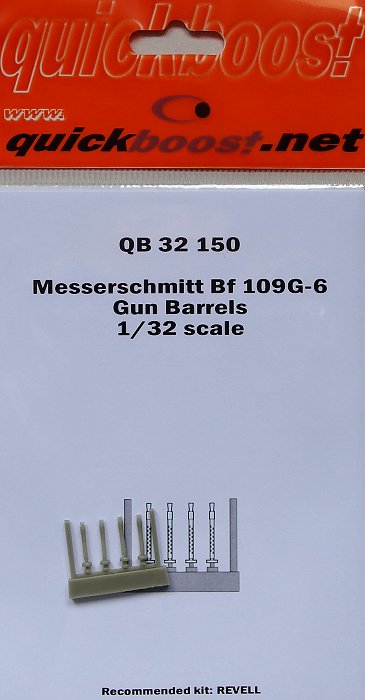 quickboost
www.
quickboost.net
QB 32 150
Messerschmitt Bf 109G-6
Gun Barrels
1/32 scale
Recommended kit: REVELL